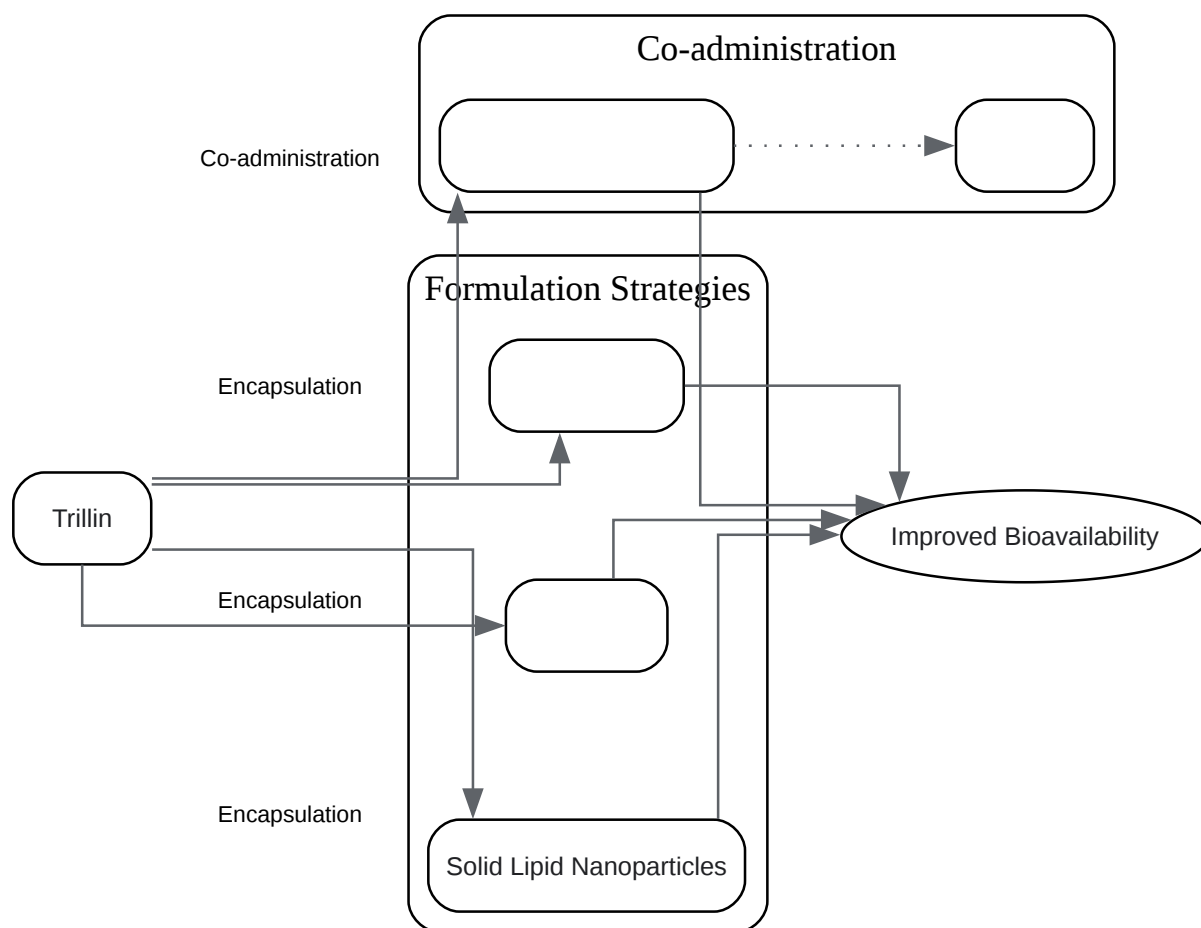 Co-administration
Co-administration
Formulation Strategies
Encapsulation
Trillin
Improved Bioavailability
Encapsulation
Encapsulation
Solid Lipid Nanoparticles